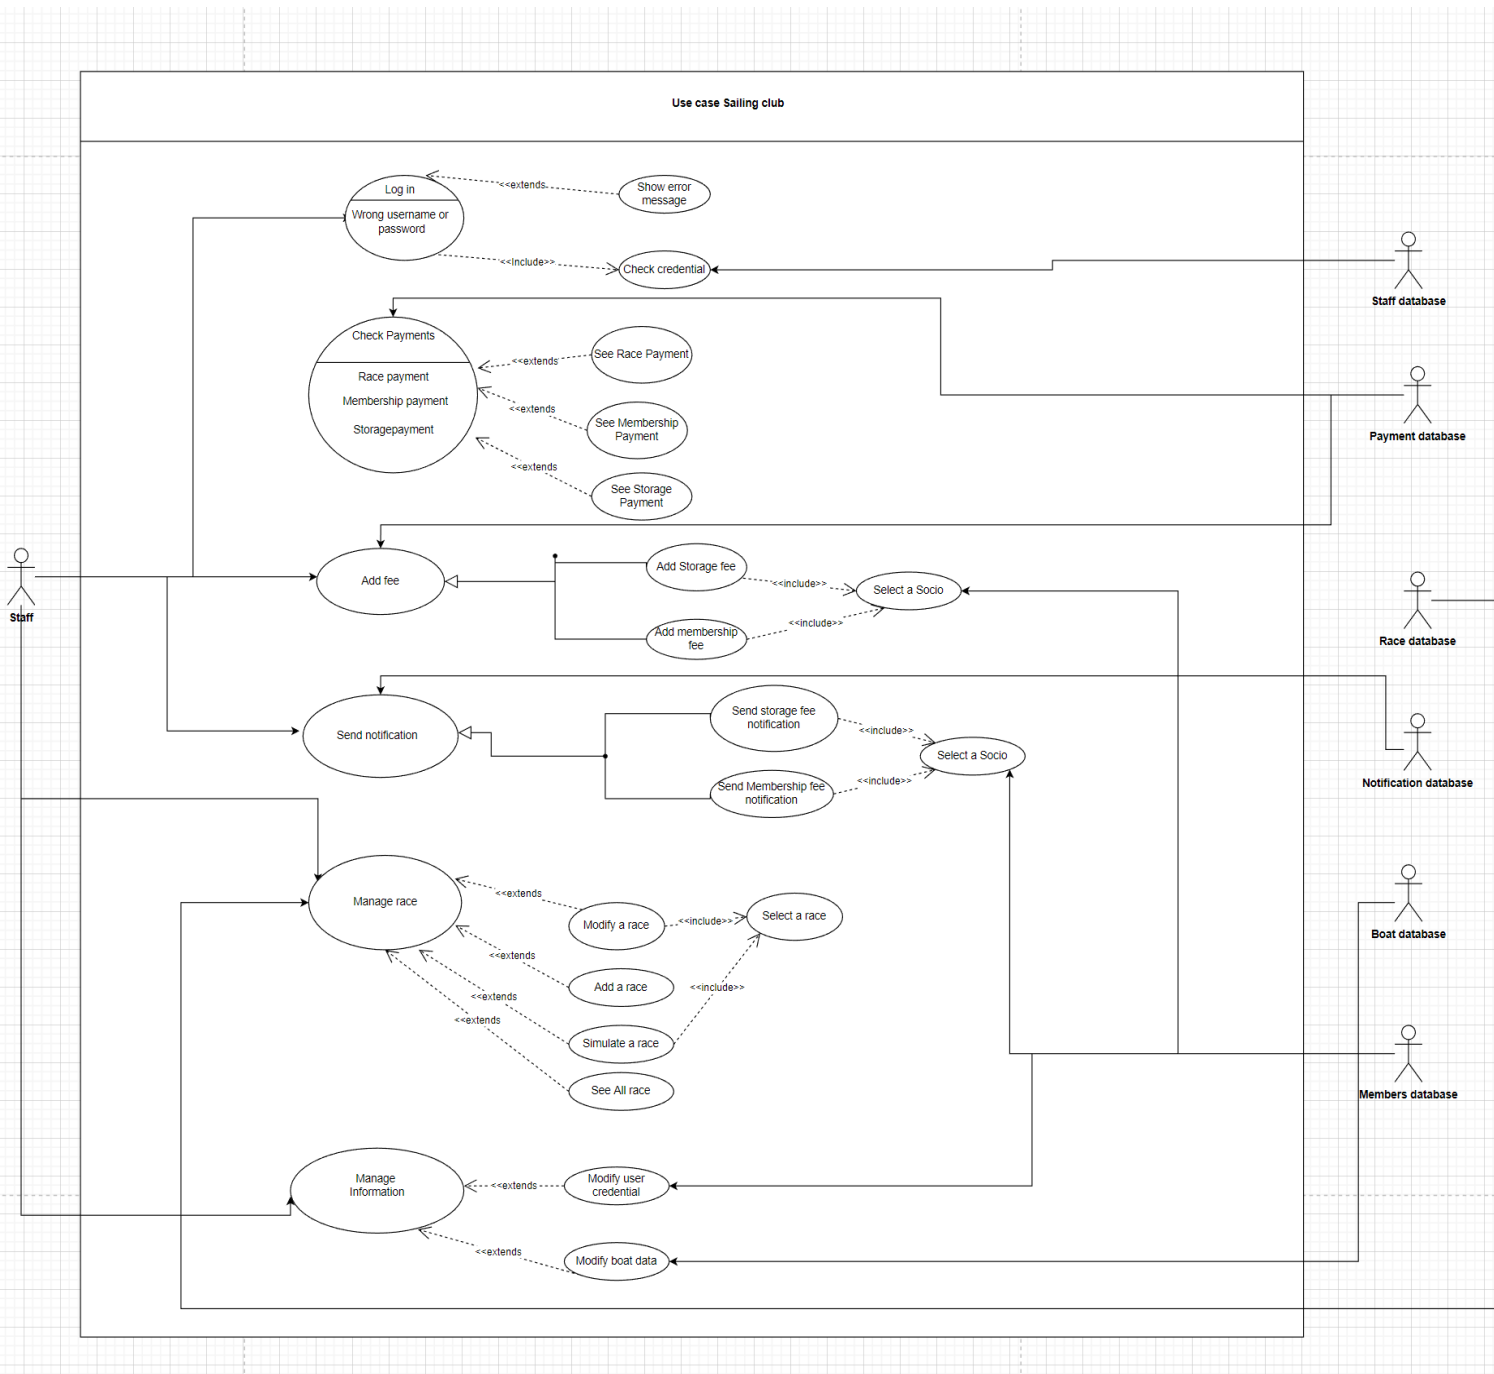 Use case Sailing club
Log in
Wrong username or
password
<<extends
Show error
message
<<Include>>
Check credential
Staff database
Check Payments
Race payment
Membership payment
Storagepayment
<<extends
See Race Payment
<<extends
See Membership
Payment
<<extends
See Storage
Payment
Payment database
Staff
Add fee
Add Storage fee
<<include>>
Select a Socio
Add membership
fee
<<include>>
Race database
Send notification
Send storage fee
notification
<<include>>
Select a Socio
Send Membership fee
notification
<<include>>
Notification database
Manage race
<<extends
Modify a race
<<include>>
Select a race
<<extends
Add a race
<<include>>
<<extends
Simulate a race
<<extends
See All race
Boat database
Members database
Manage
Information
<<extends
Modify user
credential
<<extends
Modify boat data